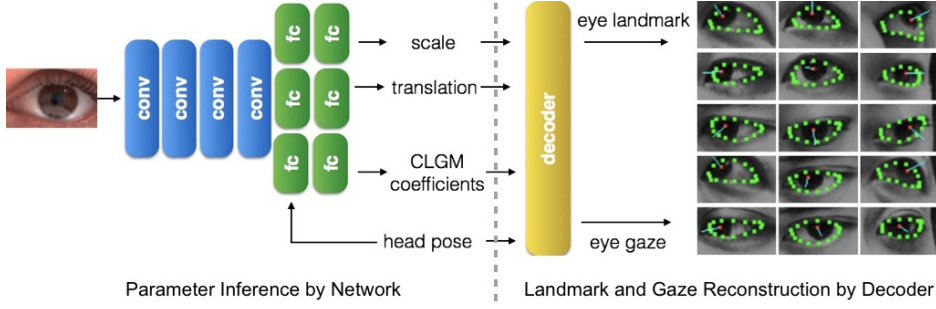 conv
conv
conv
conv
fc
fc
fc
fc
fc
fc
scale
translation
CLGM
coefficients
head pose
decoder
eye landmark
eye gaze
Parameter Inference by Network
Landmark and Gaze Reconstruction by Decoder